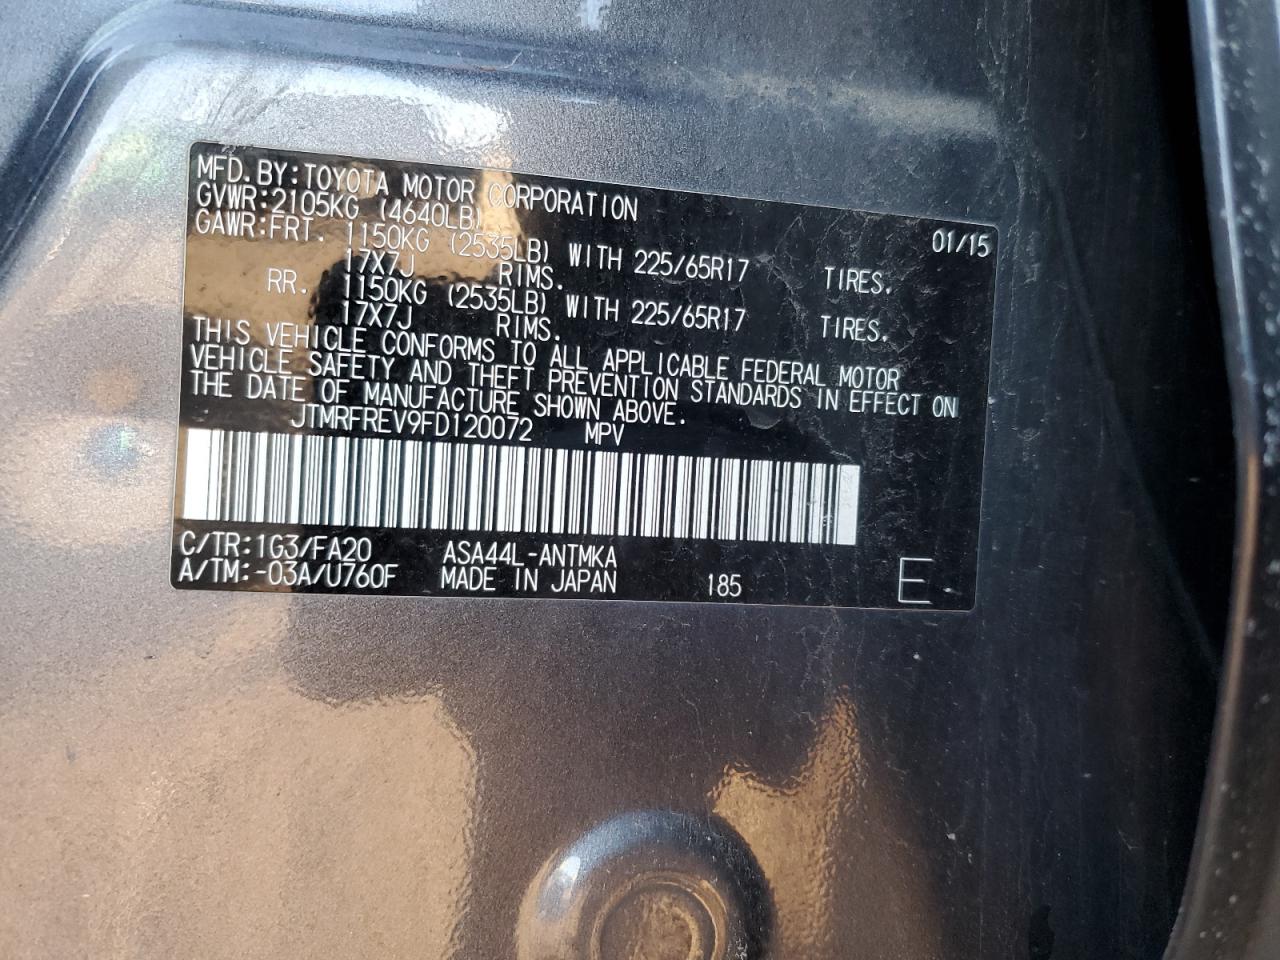 MFD.BY:TOYOTA MOTOR CORPORATION
01/15
GVWR:2105KG (4640LB)
GAWR:FRT. 1150KG (2535LB) WITH 225/65R17 TIRES.
17X7J RIMS.
RR. 1150KG (2535LB) WITH 225/65R17 TIRES.
17X7J RIMS.
THIS VEHICLE CONFORMS TO ALL APPLICABLE FEDERAL MOTOR
VEHICLE SAFETY AND THEFT PREVENTION STANDARDS IN EFFECT ON
THE DATE OF MANUFACTURE SHOWN ABOVE.
JTMRFREV9FD120072 MPV
C/TR:1G3/FA20 ASA44L-ANTMKA
A/TM:-03A/U760F MADE IN JAPAN 185 E